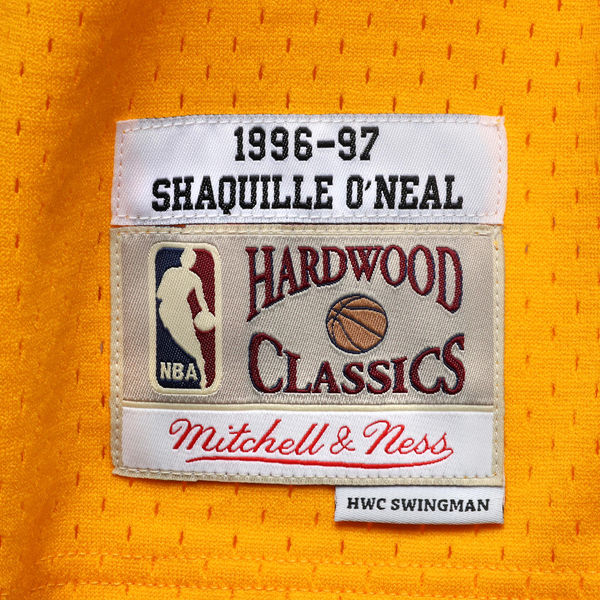 1996-97
SHAQUILLE O'NEAL
NBA
HARDWOOD
CLASSICS
Mitchell & Ness
HWC SWINGMAN